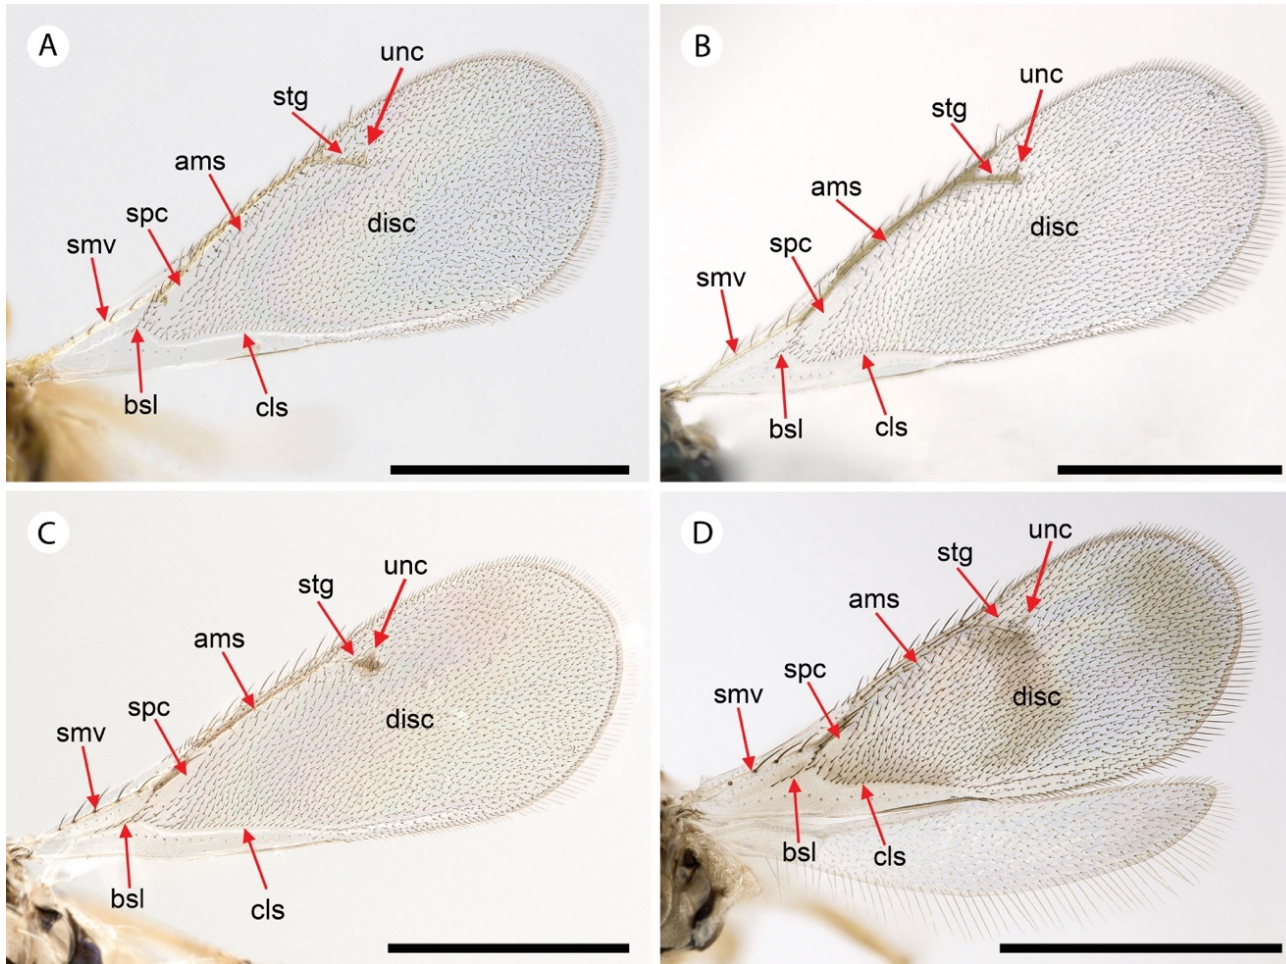 A
unc
stg
ams
disc
spc
smv
bsl
cls
B
unc
stg
ams
disc
spc
smv
bsl
cls
C
unc
stg
ams
disc
spc
smv
bsl
cls
D
unc
stg
ams
spc
disc
smv
bsl
cls